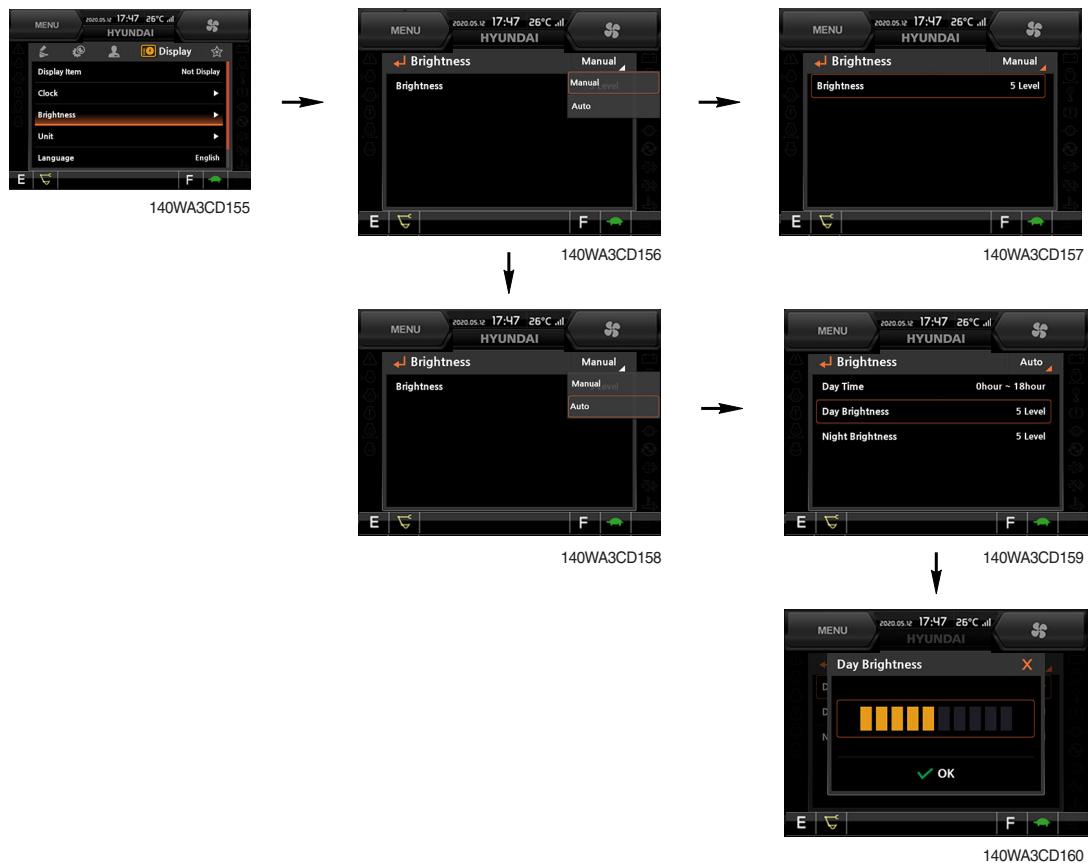 MENU 2020.05.12 17:47 26°C
HYUNDAI
Display
Display Item Not Display
Clock
Brightness
Unit
Language English
E F
140WA3CD155
MENU 2020.05.12 17:47 26°C
HYUNDAI
Brightness Manual
Brightness Manual
Auto
E F
140WA3CD156
MENU 2020.05.12 17:47 26°C
HYUNDAI
Brightness Manual
Brightness 5 Level
E F
140WA3CD157
MENU 2020.05.12 17:47 26°C
HYUNDAI
Brightness Manual
Brightness Manual
Auto
E F
140WA3CD158
MENU 2020.05.12 17:47 26°C
HYUNDAI
Brightness Auto
Day Time 0hour ~ 18hour
Day Brightness 5 Level
Night Brightness 5 Level
E F
140WA3CD159
MENU 2020.05.12 17:47 26°C
HYUNDAI
Day Brightness X
D
D
N
OK
E F
140WA3CD160